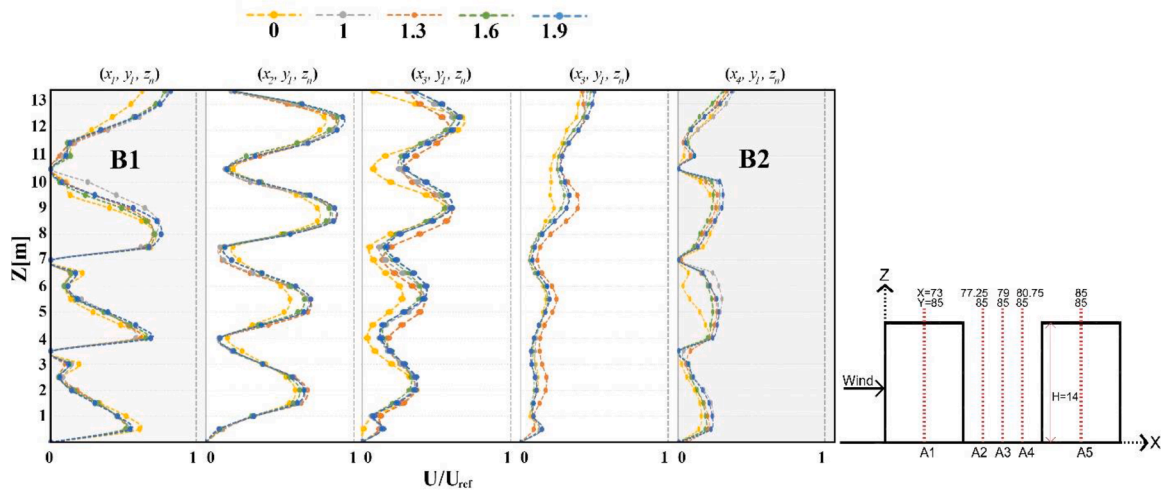 0 1 1.3 1.6 1.9
(x1, y1, zn) (x2, y1, zn) (x3, y1, zn) (x3, y1, zn) (x4, y1, zn)
13
12
11
10
9
8
7
6
5
4
3
2
1
Z[m]
B1
B2
0 1 0 1 0 1 0 1 0 1
U/Uref
Z
X=73 77.25 79 80.75 85
Y=85 85 85 85 85
Wind
H=14
X
A1 A2 A3 A4 A5